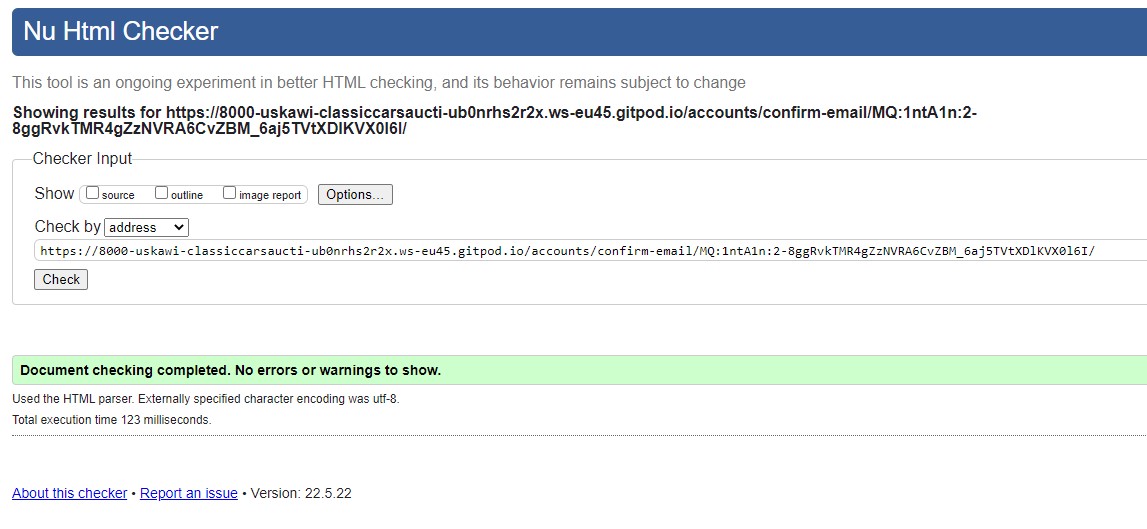 Nu Html Checker
This tool is an ongoing experiment in better HTML checking, and its behavior remains subject to change
Showing results for https://8000-uskawi-classiccarsaucti-ub0nrhs2r2x.ws-eu45.gitpod.io/accounts/confirm-email/MQ:1ntA1n:2-
8ggRvkTMR4gZzNVRA6CvZBM_6aj5TVtXDlKVX0l6I/
Checker Input
Show source outline image report Options...
Check by address
https://8000-uskawi-classiccarsaucti-ub0nrhs2r2x.ws-eu45.gitpod.io/accounts/confirm-email/MQ:1ntA1n:2-8ggRvkTMR4gZzNVRA6CvZBM_6aj5TVtXDlKVX0l6I/
Check
Document checking completed. No errors or warnings to show.
Used the HTML parser. Externally specified character encoding was utf-8.
Total execution time 123 milliseconds.
About this checker • Report an issue • Version: 22.5.22